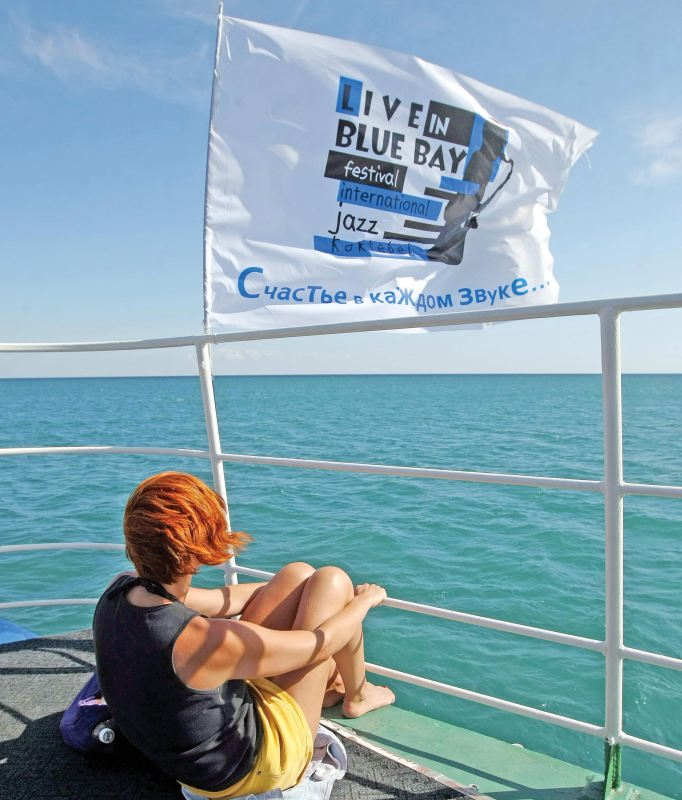 LIVE IN
BLUE BAY
festival
international
jazz
koktebel
Счастье в каждом звуке...